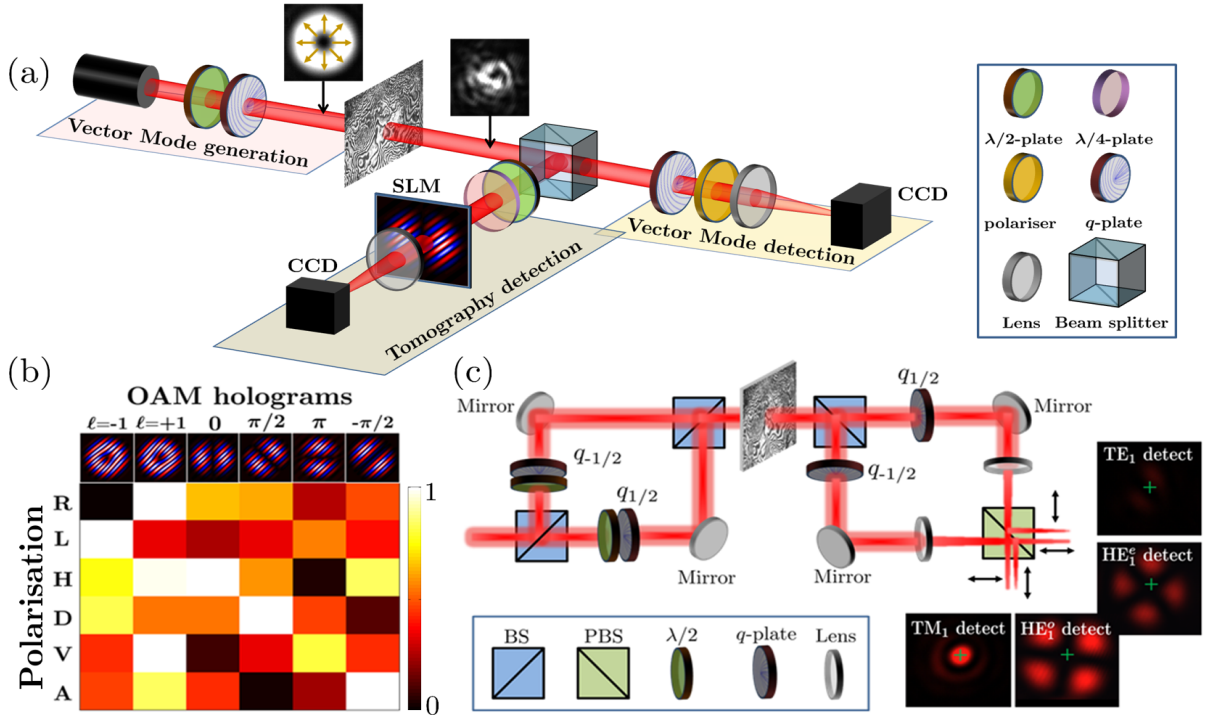 (a)
Vector Mode generation
SLM
CCD
Tomography detection
Vector Mode detection
CCD
λ/2-plate
λ/4-plate
polariser
q-plate
Lens
Beam splitter
(b)
OAM holograms
ℓ=-1 ℓ=+1 0 π/2 π -π/2
Polarisation
R
L
H
D
V
A
1
0
(c)
Mirror
q-1/2
q1/2
Mirror
q1/2
Mirror
q-1/2
Mirror
TE1 detect
HEe1 detect
TM1 detect
HEo1 detect
BS
PBS
λ/2
q-plate
Lens